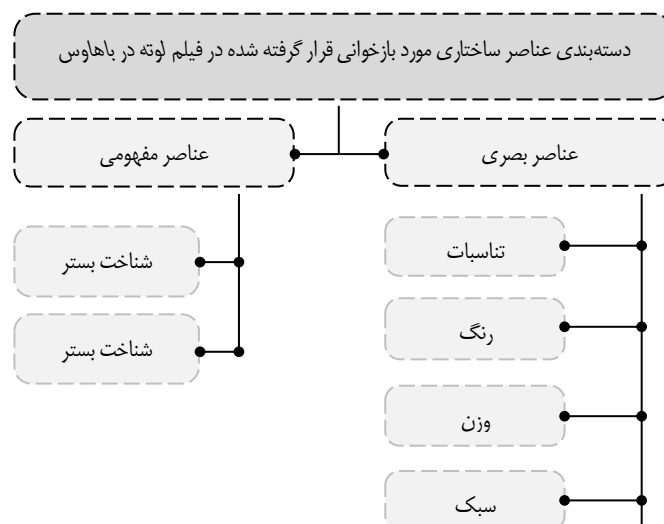 دسته‌بندی عناصر ساختاری مورد بازخوانی قرار گرفته شده در فیلم لوته در باهاوس
عناصر بصری
عناصر مفهومی
تناسبات
رنگ
وزن
سبک
شناخت بستر
شناخت بستر